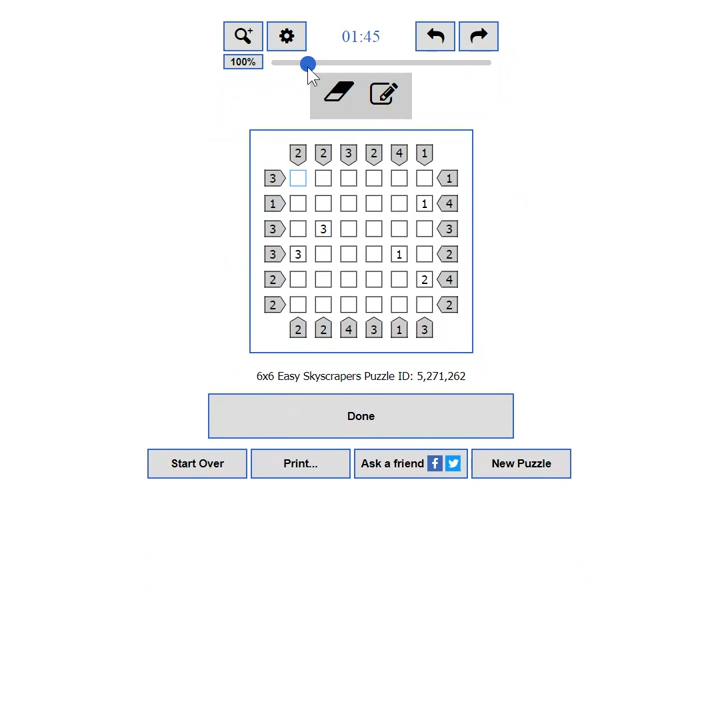 01:45
100%
2 2 3 2 4 1
3 1
1 1 4
3 3 3
3 3 1 2
2 2 4
2 2
2 2 4 3 1 3
6x6 Easy Skyscrapers Puzzle ID: 5,271,262
Done
Start Over Print... Ask a friend New Puzzle